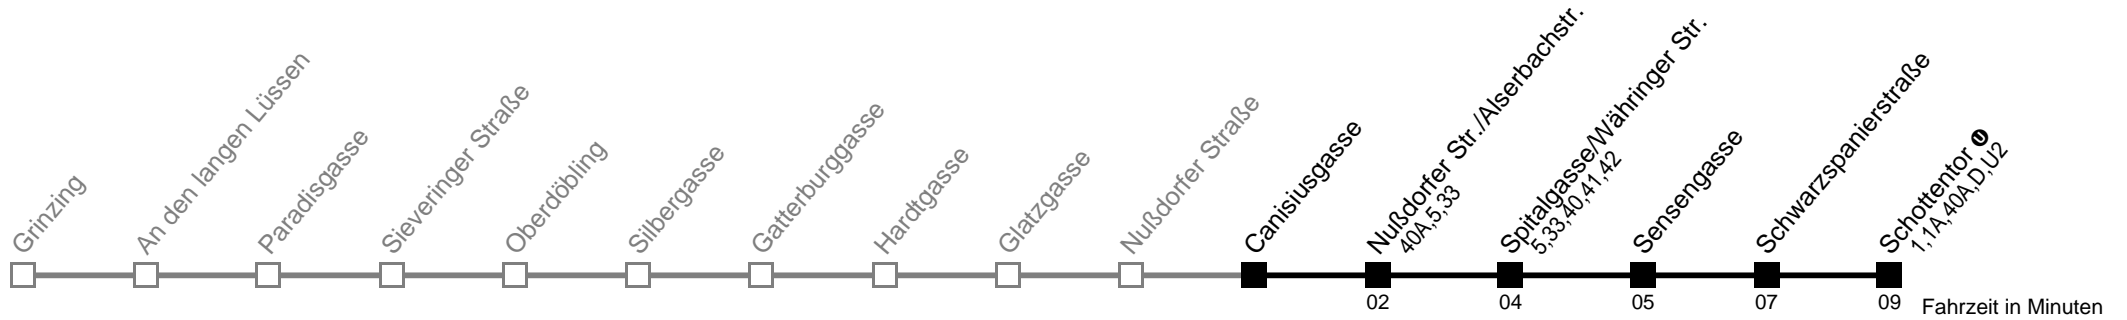 Grinzing
An den langen Lüssen
Paradisgasse
Sieveringer Straße
Oberdöbling
Silbergasse
Gatterburggasse
Hardtgasse
Glatzgasse
Nußdorfer Straße
Canisiusgasse
Nußdorfer Str./Alserbachstr.
40A,5,33
Spitalgasse/Währinger Str.
5,33,40,41,42
Sensengasse
Schwarzspanierstraße
Schottentor U
1,1A,40A,D,U2
02 04 05 07 09 Fahrzeit in Minuten